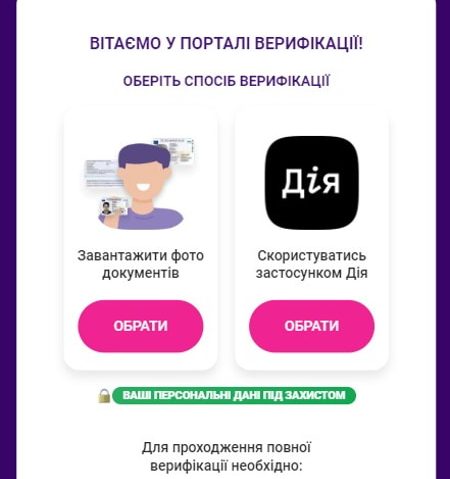 ВІТАЄМО У ПОРТАЛІ ВЕРИФІКАЦІЇ!
ОБЕРІТЬ СПОСІБ ВЕРИФІКАЦІЇ
Дія
Завантажити фото
документів
Скористуватись
застосунком Дія
ОБРАТИ
ОБРАТИ
ВАШІ ПЕРСОНАЛЬНІ ДАНІ ПІД ЗАХИСТОМ
Для проходження повної
верифікації необхідно: